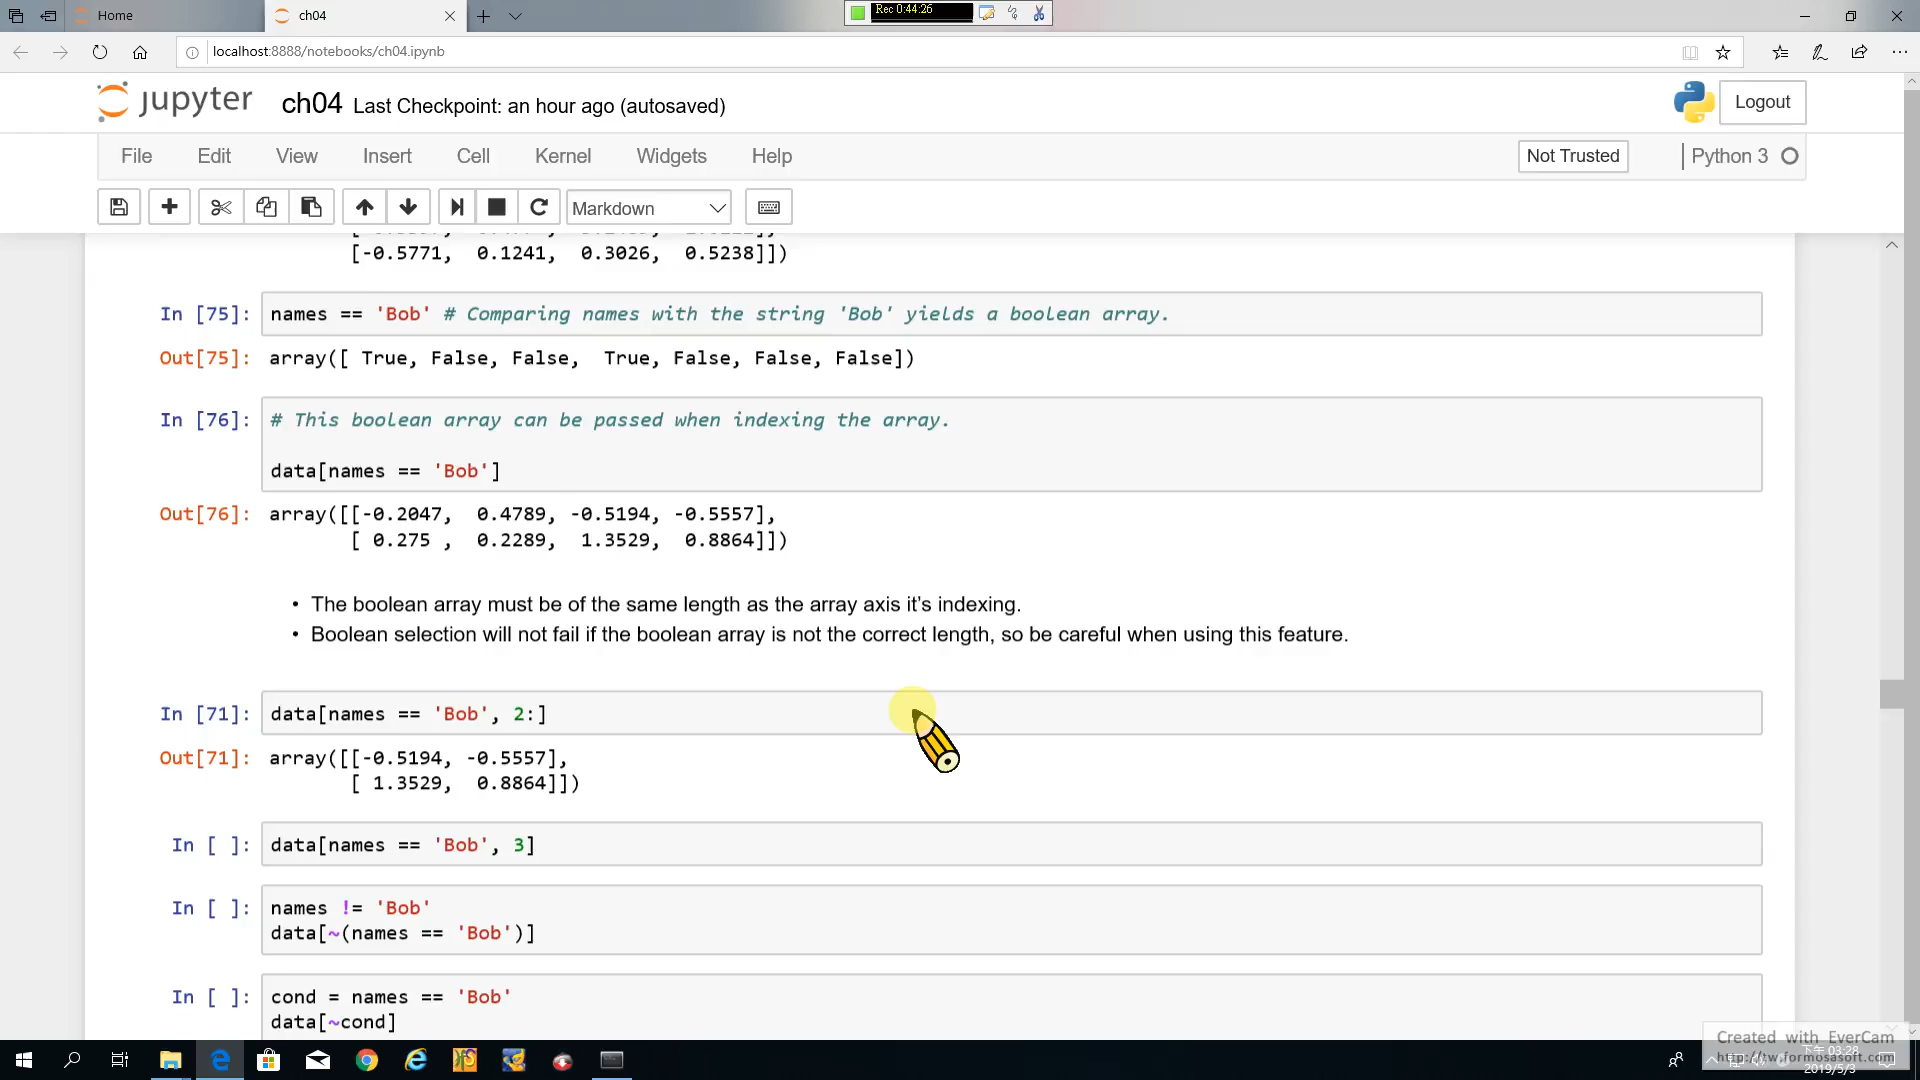 Home
ch04
Rec 0:44:26
localhost:8888/notebooks/ch04.ipynb
jupyter ch04 Last Checkpoint: an hour ago (autosaved)
Logout
File Edit View Insert Cell Kernel Widgets Help
Not Trusted
Python 3
Markdown
[-0.5771, 0.1241, 0.3026, 0.5238]])
In [75]: names == 'Bob' # Comparing names with the string 'Bob' yields a boolean array.
Out[75]: array([ True, False, False, True, False, False, False])
In [76]: # This boolean array can be passed when indexing the array.
data[names == 'Bob']
Out[76]: array([[-0.2047, 0.4789, -0.5194, -0.5557],
[ 0.275 , 0.2289, 1.3529, 0.8864]])
• The boolean array must be of the same length as the array axis it’s indexing.
• Boolean selection will not fail if the boolean array is not the correct length, so be careful when using this feature.
In [71]: data[names == 'Bob', 2:]
Out[71]: array([[-0.5194, -0.5557],
[ 1.3529, 0.8864]])
In [ ]: data[names == 'Bob', 3]
In [ ]: names != 'Bob'
data[~(names == 'Bob')]
In [ ]: cond = names == 'Bob'
data[~cond]
Created with EverCam
http://tw.formosasoft.com
下午 03:28
2019/5/3